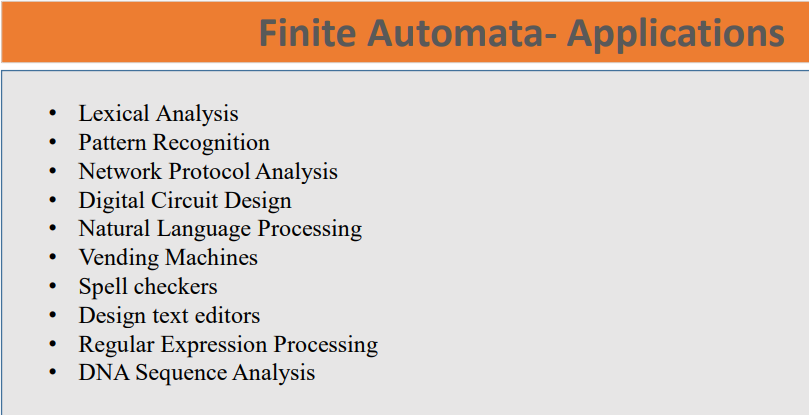 Finite Automata- Applications
• Lexical Analysis
• Pattern Recognition
• Network Protocol Analysis
• Digital Circuit Design
• Natural Language Processing
• Vending Machines
• Spell checkers
• Design text editors
• Regular Expression Processing
• DNA Sequence Analysis